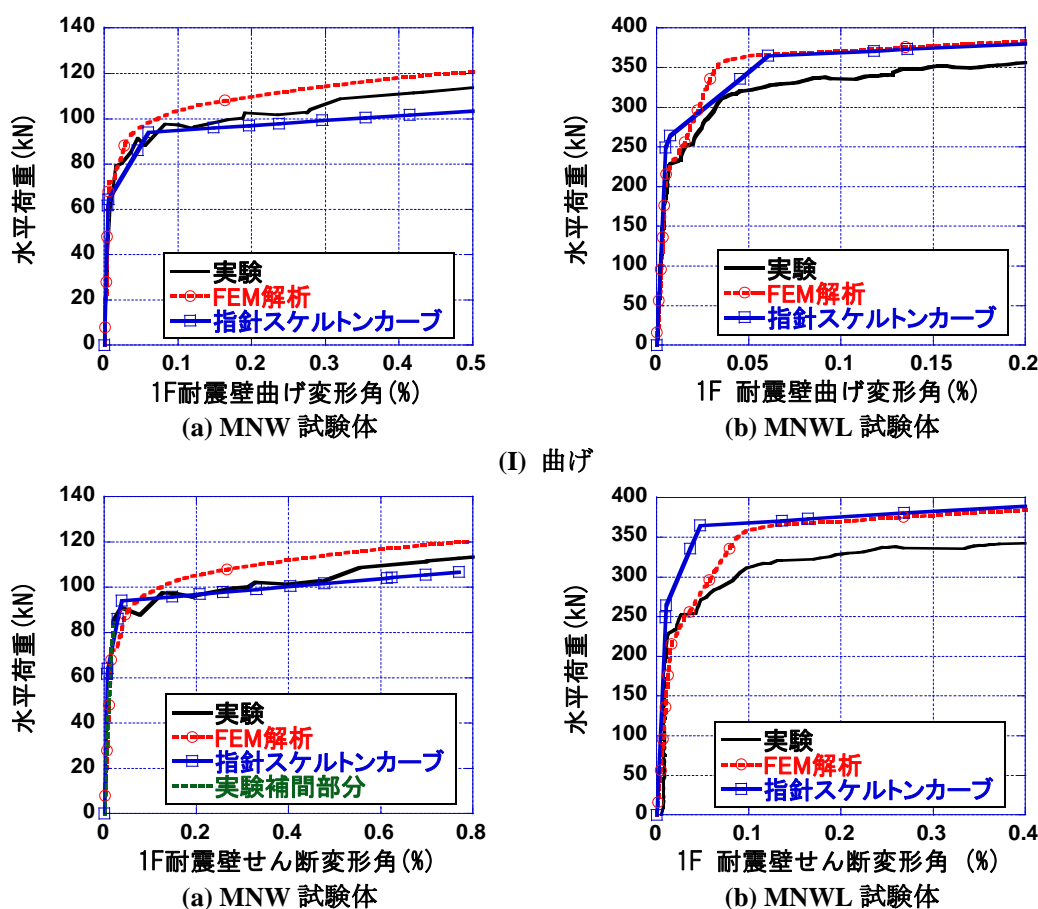 140
120
100
80
60
40
20
0
水平荷重(kN)
実験
FEM解析
指針スケルトンカーブ
0 0.1 0.2 0.3 0.4 0.5
1F耐震壁曲げ変形角(%)
(a) MNW 試験体
400
350
300
250
200
150
100
50
0
水平荷重(kN)
実験
FEM解析
指針スケルトンカーブ
0 0.05 0.1 0.15 0.2
1F 耐震壁曲げ変形角(%)
(b) MNWL 試験体
(I) 曲げ
140
120
100
80
60
40
20
0
水平荷重(kN)
実験
FEM解析
指針スケルトンカーブ
実験補間部分
0 0.2 0.4 0.6 0.8
1F耐震壁せん断変形角(%)
(a) MNW 試験体
400
350
300
250
200
150
100
50
0
水平荷重(kN)
実験
FEM解析
指針スケルトンカーブ
0 0.1 0.2 0.3 0.4
1F 耐震壁せん断変形角 (%)
(b) MNWL 試験体